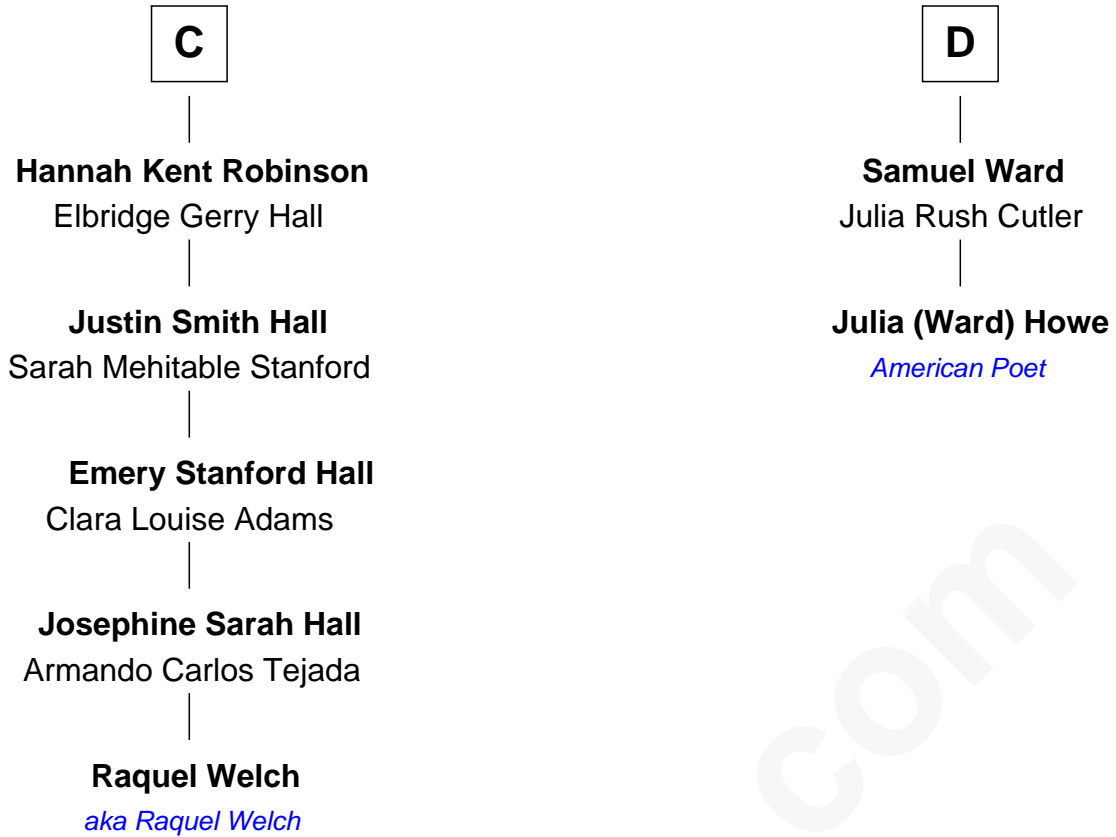 C
Hannah Kent Robinson
Elbridge Gerry Hall
Justin Smith Hall
Sarah Mehitable Stanford
Emery Stanford Hall
Clara Louise Adams
Josephine Sarah Hall
Armando Carlos Tejada
Raquel Welch
aka Raquel Welch
D
Samuel Ward
Julia Rush Cutler
Julia (Ward) Howe
American Poet
com